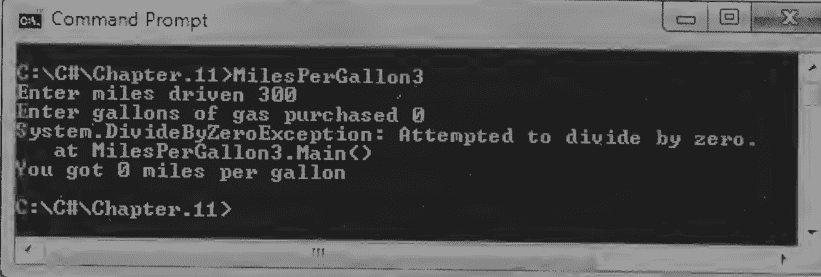 Command Prompt
C:\C#\Chapter.11>MilesPerGallon3
Enter miles driven 300
Enter gallons of gas purchased 0
System.DivideByZeroException: Attempted to divide by zero.
   at MilesPerGallon3.Main()
You got 0 miles per gallon
C:\C#\Chapter.11>